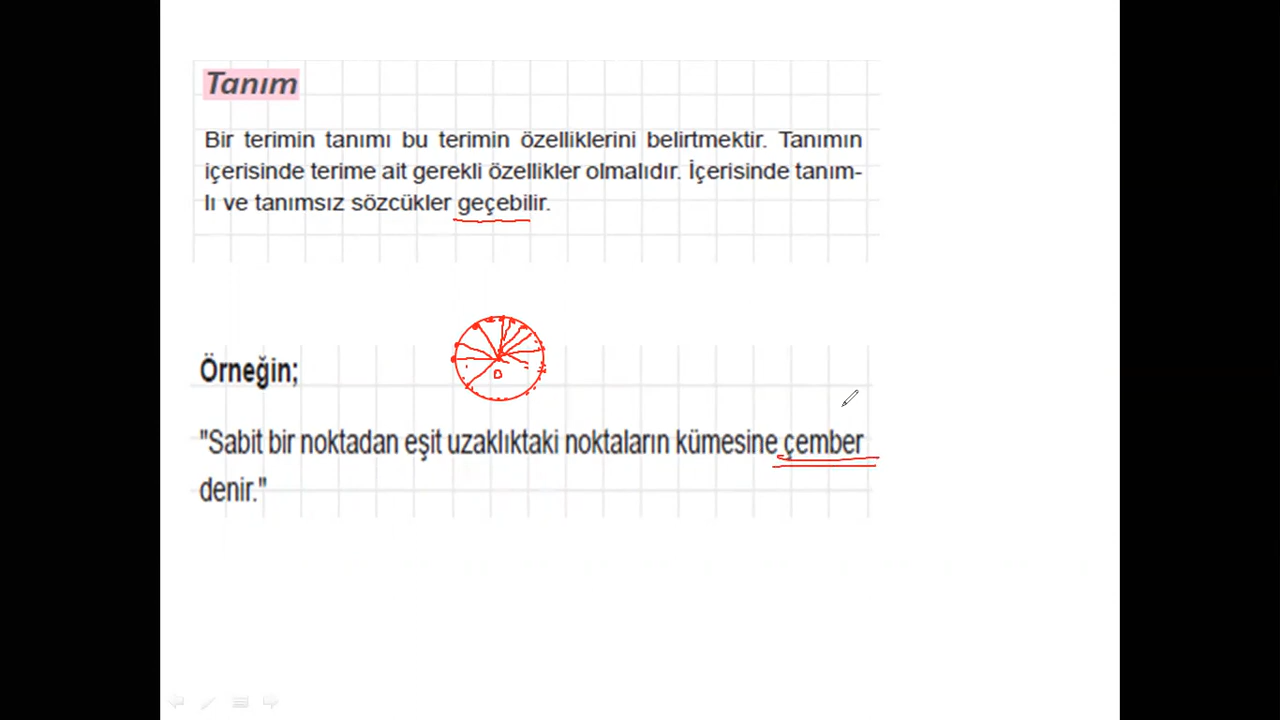 Tanım
Bir terimin tanımı bu terimin özelliklerini belirtmektir. Tanımın
içerisinde terime ait gerekli özellikler olmalıdır. İçerisinde tanım-
lı ve tanımsız sözcükler geçebilir.
Örneğin;
"Sabit bir noktadan eşit uzaklıktaki noktaların kümesine çember
denir."